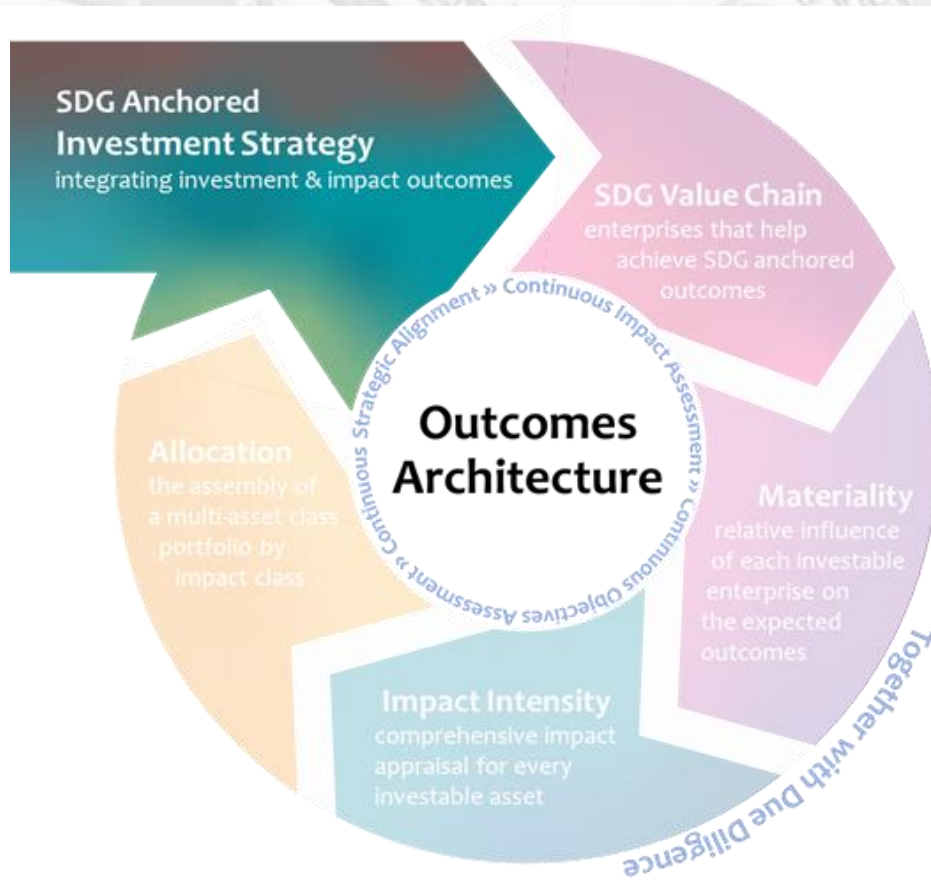 SDG Anchored
Investment Strategy
integrating investment & impact outcomes
SDG Value Chain
enterprises that help
achieve SDG anchored
outcomes
Materiality
relative influence
of each investable
enterprise on
the expected
outcomes
Impact Intensity
comprehensive impact
appraisal for every
investable asset
Allocation
the assembly of
a multi-asset class
portfolio by
impact class
Outcomes
Architecture
Continuous Strategic Alignment » Continuous Impact Assessment » Continuous Objectives Assessment »
Together with Due Diligence